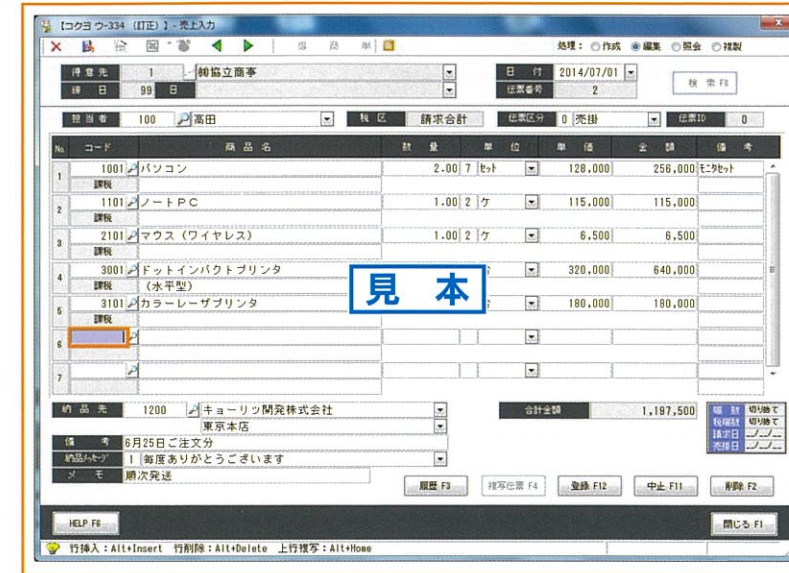 【コクヨ ウ-334 (訂正)】- 売上入力
処理: 作成 編集 照会 複製
得意先 1 ㈱協立商事 日付 2014/07/01
締日 99 日 伝票番号 2 検索 F8
担当者 100 高田 税区 請求合計 伝票区分 0 売掛 伝票ID 0
No. コード 商品名 数量 単位 単価 金額 備考
1 1001 パソコン 2.00 7 セット 128,000 256,000 モニタセット
課税
2 1101 ノートPC 1.00 2 ケ 115,000 115,000
課税
3 2101 マウス(ワイヤレス) 1.00 2 ケ 6,500 6,500
課税
4 3001 ドットインパクトプリンタ 320,000 640,000
課税 (水平型)
見本
5 3101 カラーレーザプリンタ 180,000 180,000
課税
6
7
納品先 1200 キョーリツ開発株式会社 合計金額 1,197,500 端数 切り捨て
東京本店 税端数 切り捨て
備考 6月25日ご注文分 請求日 __/__/__
納品メッセージ 1 毎度ありがとうございます 売掛日 __/__/__
メモ 順次発送
履歴 F3 複写伝票 F4 登録 F12 中止 F11 削除 F2
HELP F6 閉じる F1
行挿入:Alt+Insert 行削除:Alt+Delete 上行複写:Alt+Home